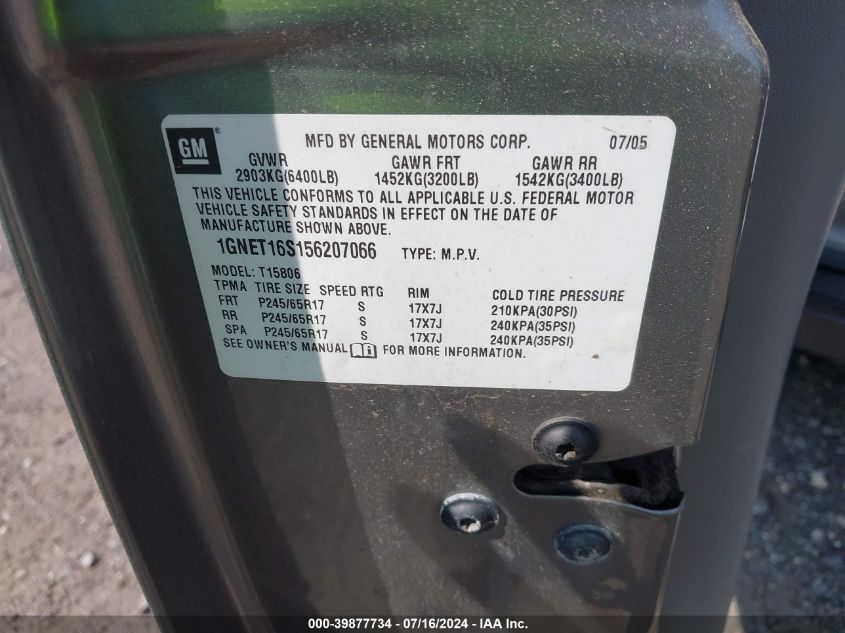 GM
MFD BY GENERAL MOTORS CORP. 07/05
GVWR GAWR FRT GAWR RR
2903KG(6400LB) 1452KG(3200LB) 1542KG(3400LB)
THIS VEHICLE CONFORMS TO ALL APPLICABLE U.S. FEDERAL MOTOR
VEHICLE SAFETY STANDARDS IN EFFECT ON THE DATE OF
MANUFACTURE SHOWN ABOVE.
1GNET16S156207066 TYPE: M.P.V.
MODEL: T15806
TPMA TIRE SIZE SPEED RTG RIM COLD TIRE PRESSURE
FRT P245/65R17 S 17X7J 210KPA(30PSI)
RR P245/65R17 S 17X7J 240KPA(35PSI)
SPA P245/65R17 S 17X7J 240KPA(35PSI)
SEE OWNER'S MANUAL FOR MORE INFORMATION.
000-39877734 - 07/16/2024 - IAA Inc.